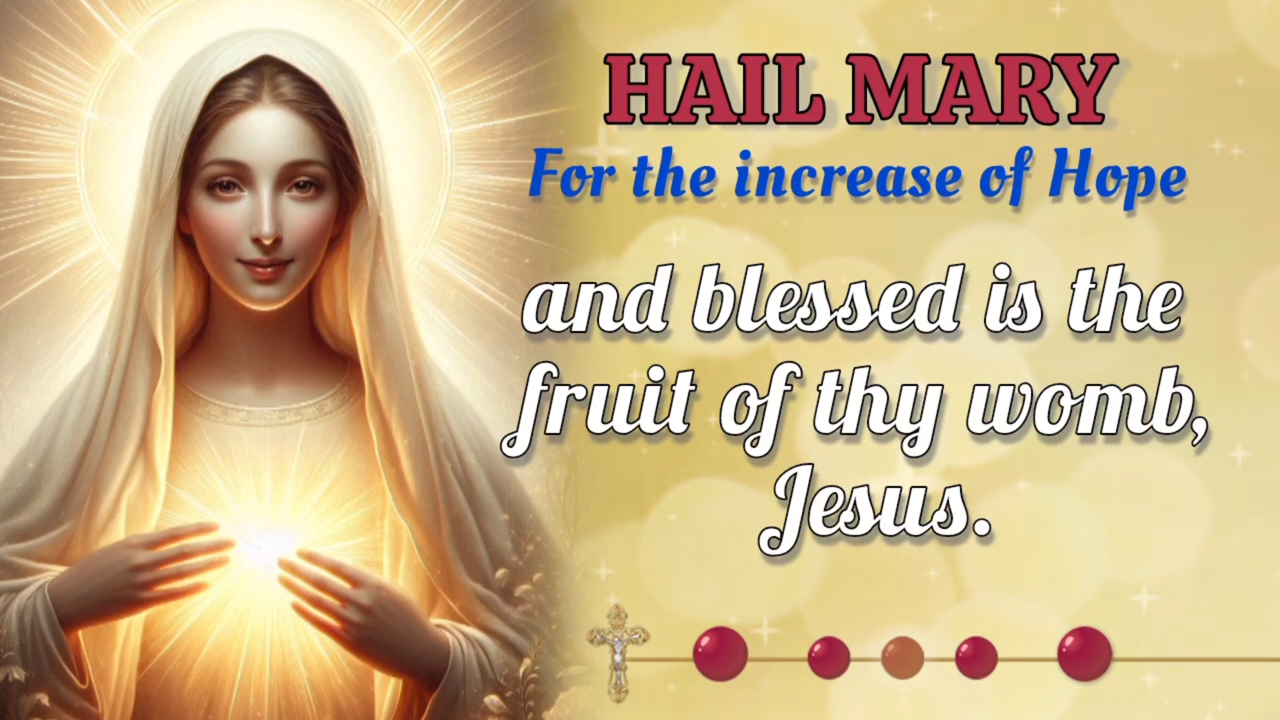 HAIL MARY
For the increase of Hope
and blessed is the
fruit of thy womb,
Jesus.